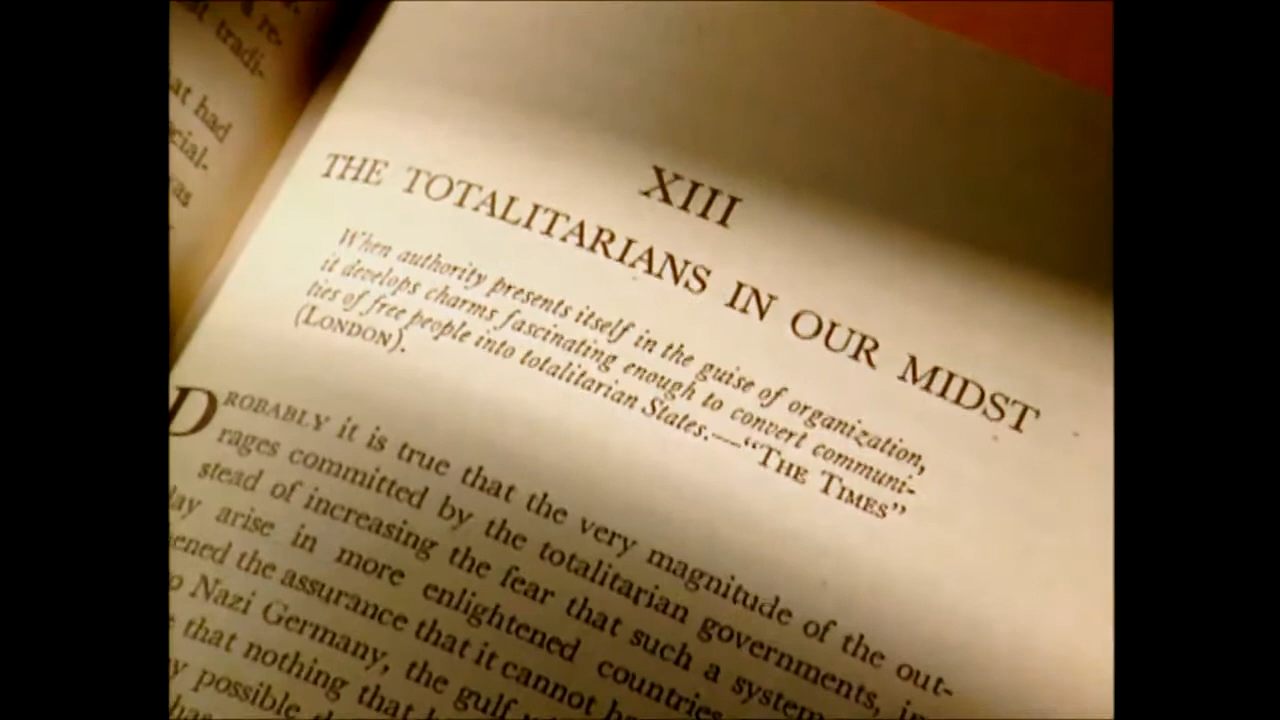 re-
tradi-
at had
cial-
was
XIII
THE TOTALITARIANS IN OUR MIDST
When authority presents itself in the guise of organization,
it develops charms fascinating enough to convert communi-
ties of free people into totalitarian States.—“THE TIMES”
(LONDON).
PROBABLY it is true that the very magnitude of the out-
rages committed by the totalitarian governments, in
stead of increasing the fear that such a system
arise in more enlightened countries
ened the assurance that it cannot
Nazi Germany, the gulf
that nothing that
possible